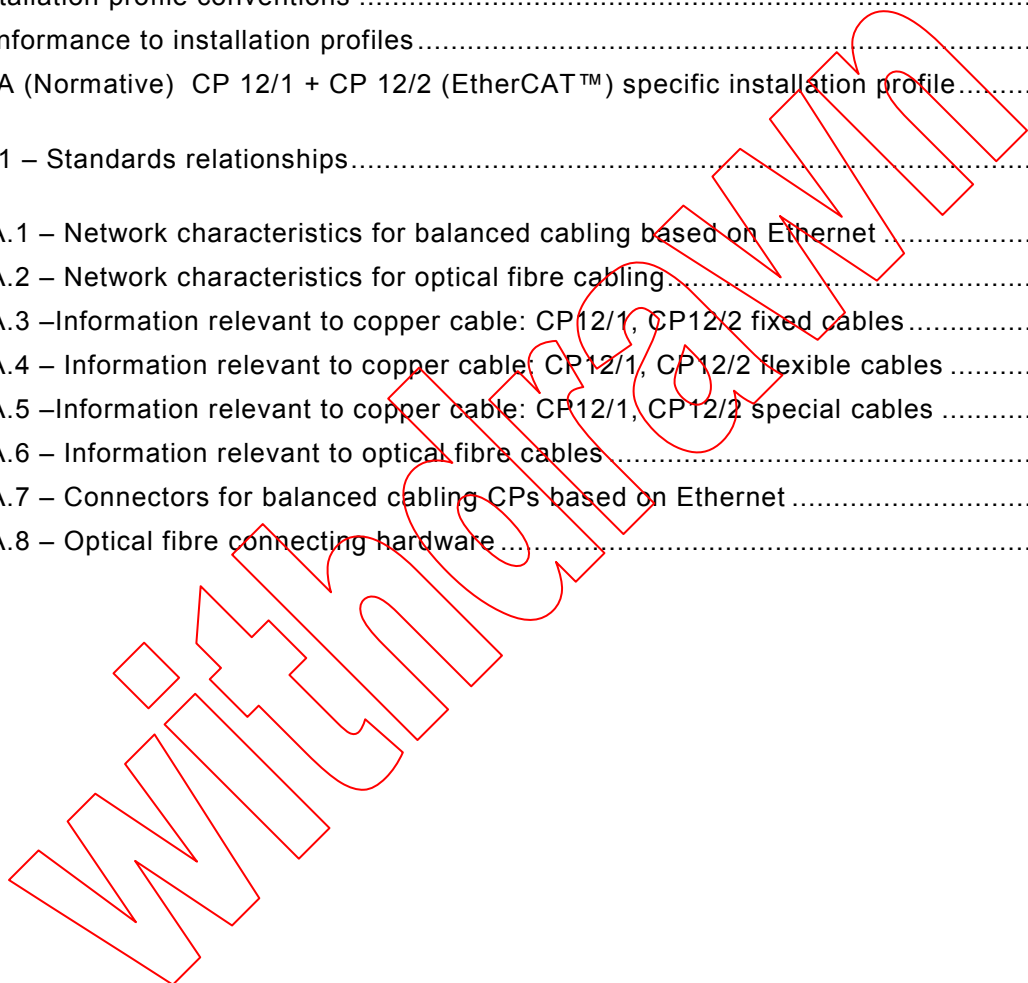 tallation profile conventions
nformance to installation profiles
A (Normative) CP 12/1 + CP 12/2 (EtherCAT™) specific installation profile
1 – Standards relationships
A.1 – Network characteristics for balanced cabling based on Ethernet
A.2 – Network characteristics for optical fibre cabling
A.3 –Information relevant to copper cable: CP12/1, CP12/2 fixed cables
A.4 – Information relevant to copper cable: CP12/1, CP12/2 flexible cables
A.5 –Information relevant to copper cable: CP12/1, CP12/2 special cables
A.6 – Information relevant to optical fibre cables
A.7 – Connectors for balanced cabling CPs based on Ethernet
A.8 – Optical fibre connecting hardware
withdrawn